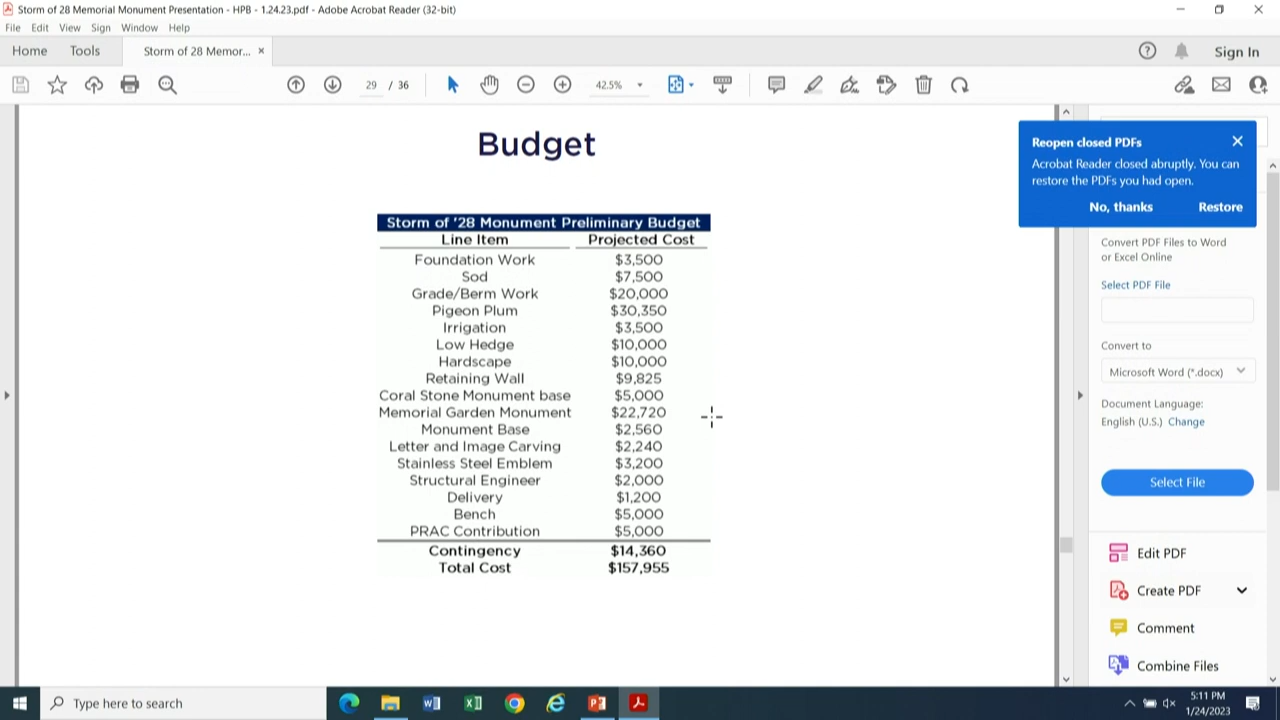 Storm of 28 Memorial Monument Presentation - HPB - 1.24.23.pdf - Adobe Acrobat Reader (32-bit)
File Edit View Sign Window Help
Home Tools Storm of 28 Memor... × Sign In
29 / 36 42.5%
Budget
Storm of '28 Monument Preliminary Budget
Line Item Projected Cost
Foundation Work $3,500
Sod $7,500
Grade/Berm Work $20,000
Pigeon Plum $30,350
Irrigation $3,500
Low Hedge $10,000
Hardscape $10,000
Retaining Wall $9,825
Coral Stone Monument base $5,000
Memorial Garden Monument $22,720
Monument Base $2,560
Letter and Image Carving $2,240
Stainless Steel Emblem $3,200
Structural Engineer $2,000
Delivery $1,200
Bench $5,000
PRAC Contribution $5,000
Contingency $14,360
Total Cost $157,955
Reopen closed PDFs
Acrobat Reader closed abruptly. You can
restore the PDFs you had open.
No, thanks Restore
Convert PDF Files to Word
or Excel Online
Select PDF File
Convert to
Microsoft Word (*.docx)
Document Language:
English (U.S.) Change
Select File
Edit PDF
Create PDF
Comment
Combine Files
Type here to search
5:11 PM
1/24/2023